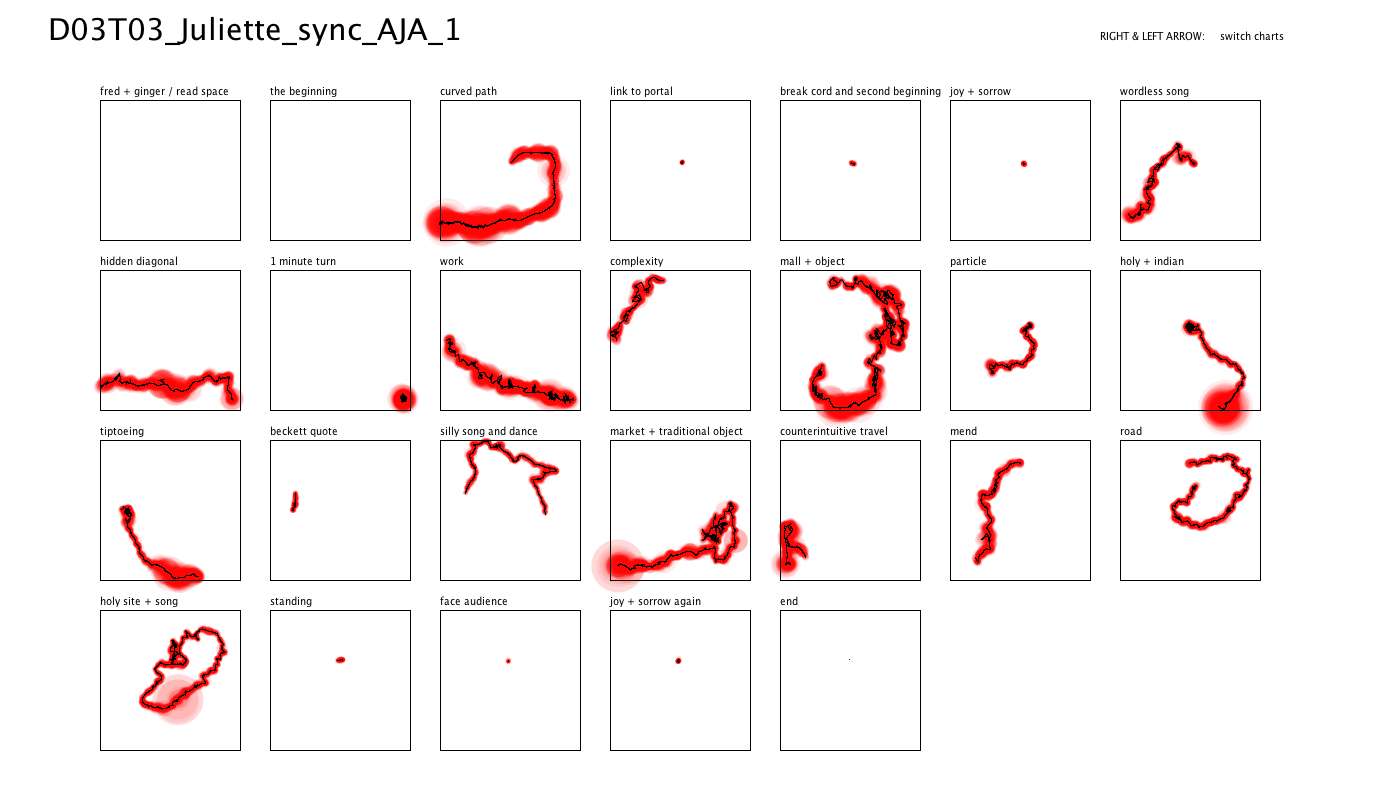 D03T03_Juliette_sync_AJA_1
RIGHT & LEFT ARROW: switch charts
fred + ginger / read space
the beginning
curved path
link to portal
break cord and second beginning
joy + sorrow
wordless song
hidden diagonal
1 minute turn
work
complexity
mall + object
particle
holy + indian
tiptoeing
beckett quote
silly song and dance
market + traditional object
counterintuitive travel
mend
road
holy site + song
standing
face audience
joy + sorrow again
end